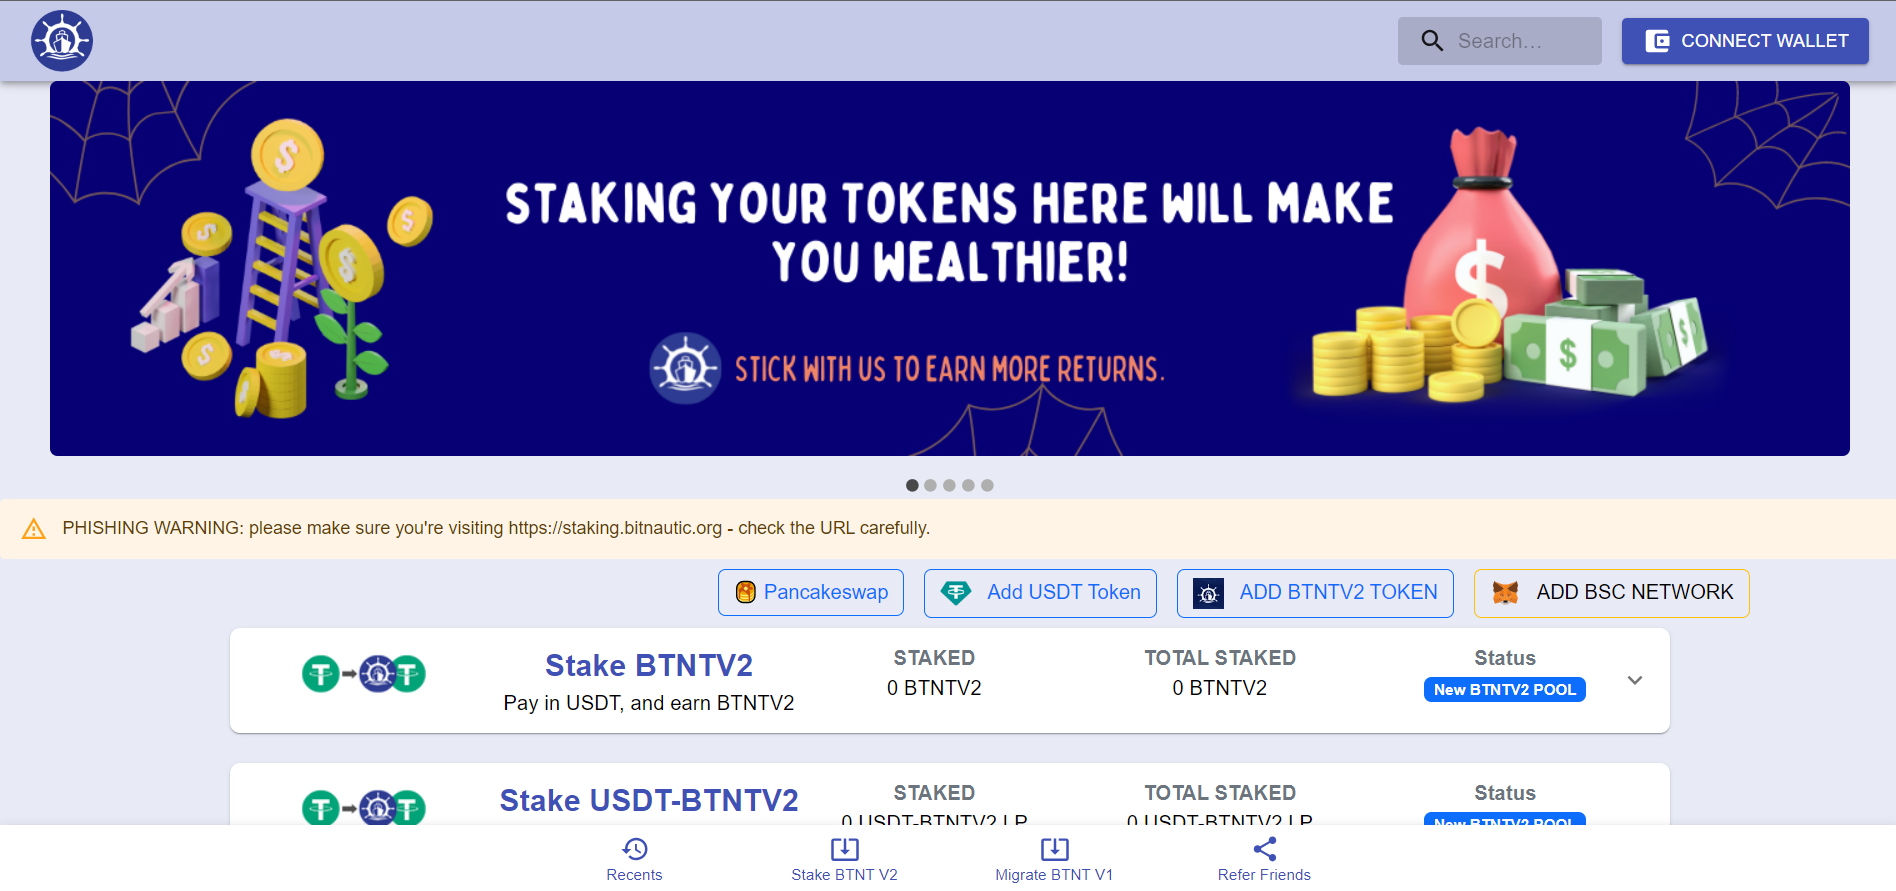 Search...
CONNECT WALLET
STAKING YOUR TOKENS HERE WILL MAKE
YOU WEALTHIER!
STICK WITH US TO EARN MORE RETURNS.
PHISHING WARNING: please make sure you're visiting https://staking.bitnautic.org - check the URL carefully.
Pancakeswap
Add USDT Token
ADD BTNTV2 TOKEN
ADD BSC NETWORK
Stake BTNTV2
Pay in USDT, and earn BTNTV2
STAKED
0 BTNTV2
TOTAL STAKED
0 BTNTV2
Status
New BTNTV2 POOL
Stake USDT-BTNTV2
STAKED
0 USDT-BTNTV2 LP
TOTAL STAKED
0 USDT-BTNTV2 LP
Status
New BTNTV2 POOL
Recents
Stake BTNT V2
Migrate BTNT V1
Refer Friends